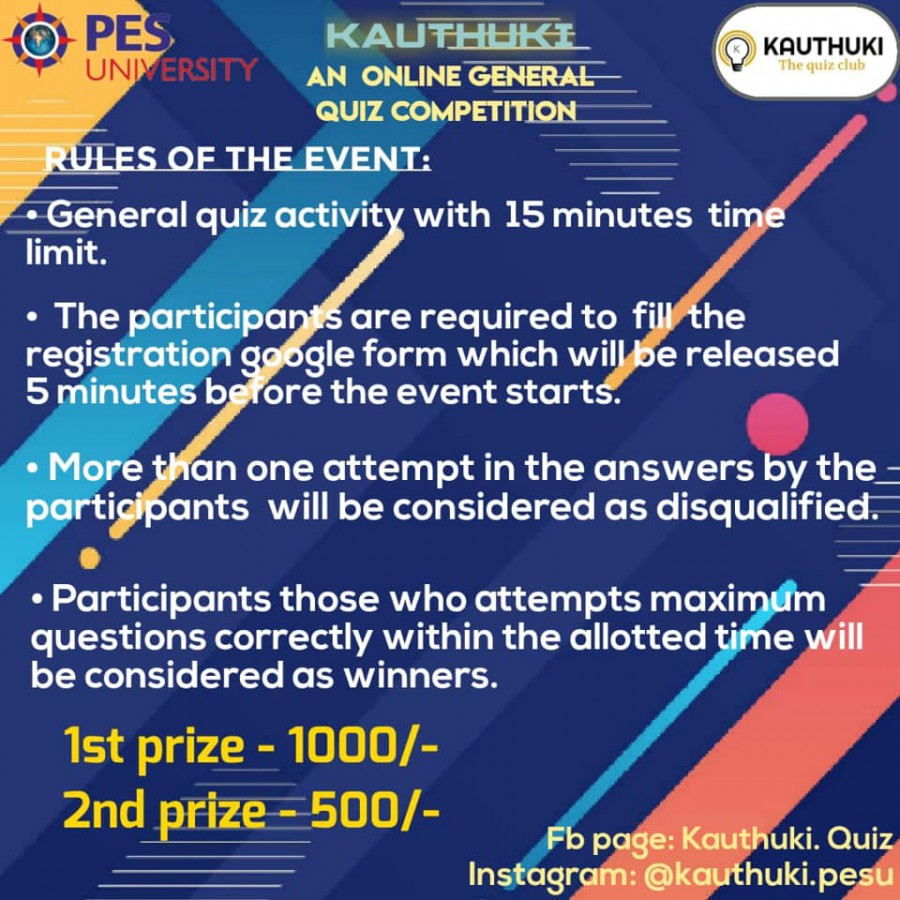 PES
UNIVERSITY
KAUTHUKI
AN ONLINE GENERAL
QUIZ COMPETITION
K
KAUTHUKI
The quiz club
RULES OF THE EVENT:
• General quiz activity with 15 minutes time
limit.
• The participants are required to fill the
registration google form which will be released
5 minutes before the event starts.
• More than one attempt in the answers by the
participants will be considered as disqualified.
• Participants those who attempts maximum
questions correctly within the allotted time will
be considered as winners.
1st prize - 1000/-
2nd prize - 500/-
Fb page: Kauthuki. Quiz
Instagram: @kauthuki.pesu